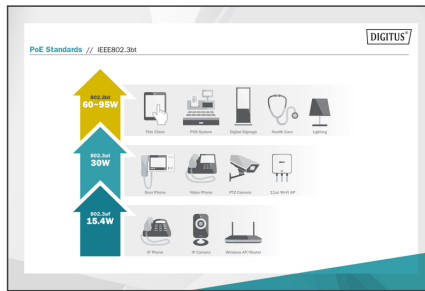 DIGITUS®
PoE Standards // IEEE802.3bt
802.3bt
60~95W
Thin Client
POS System
Digital Signage
Health Care
Lighting
802.3at
30W
Door Phone
Video Phone
PTZ Camera
11ac Wi-Fi AP
802.3af
15.4W
IP Phone
IP Camera
Wireless AP/Router